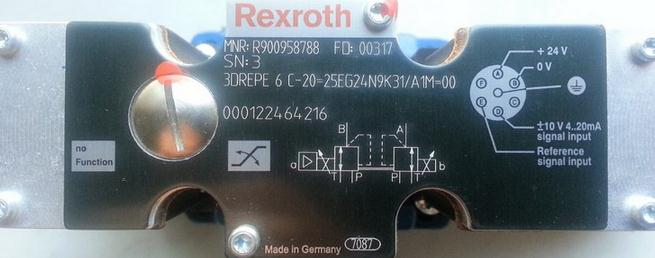 Rexroth
MNR: R900958788 FD: 00317
SN: 3
3DREPE 6 C-20=25EG24N9K31/A1M=00
000122464216
no
Function
B
A
a
b
T
P
P
T
+ 24 V
0 V
±10 V 4..20mA
signal input
Reference
signal input
A
B
F
C
E
D
Made in Germany
7087